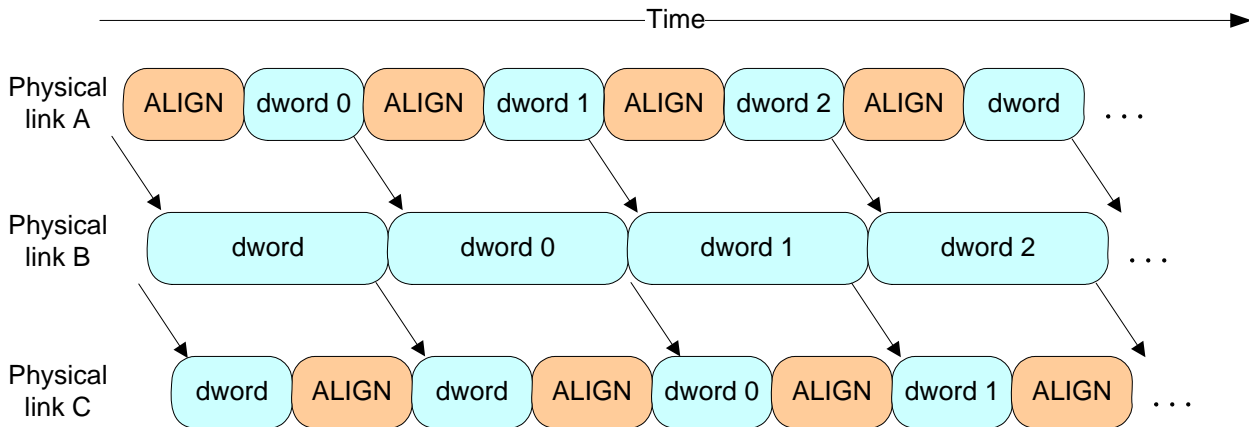 Time
Physical link A
ALIGN dword 0 ALIGN dword 1 ALIGN dword 2 ALIGN dword . . .
Physical link B
dword dword 0 dword 1 dword 2 . . .
Physical link C
dword ALIGN dword ALIGN dword 0 ALIGN dword 1 ALIGN . . .